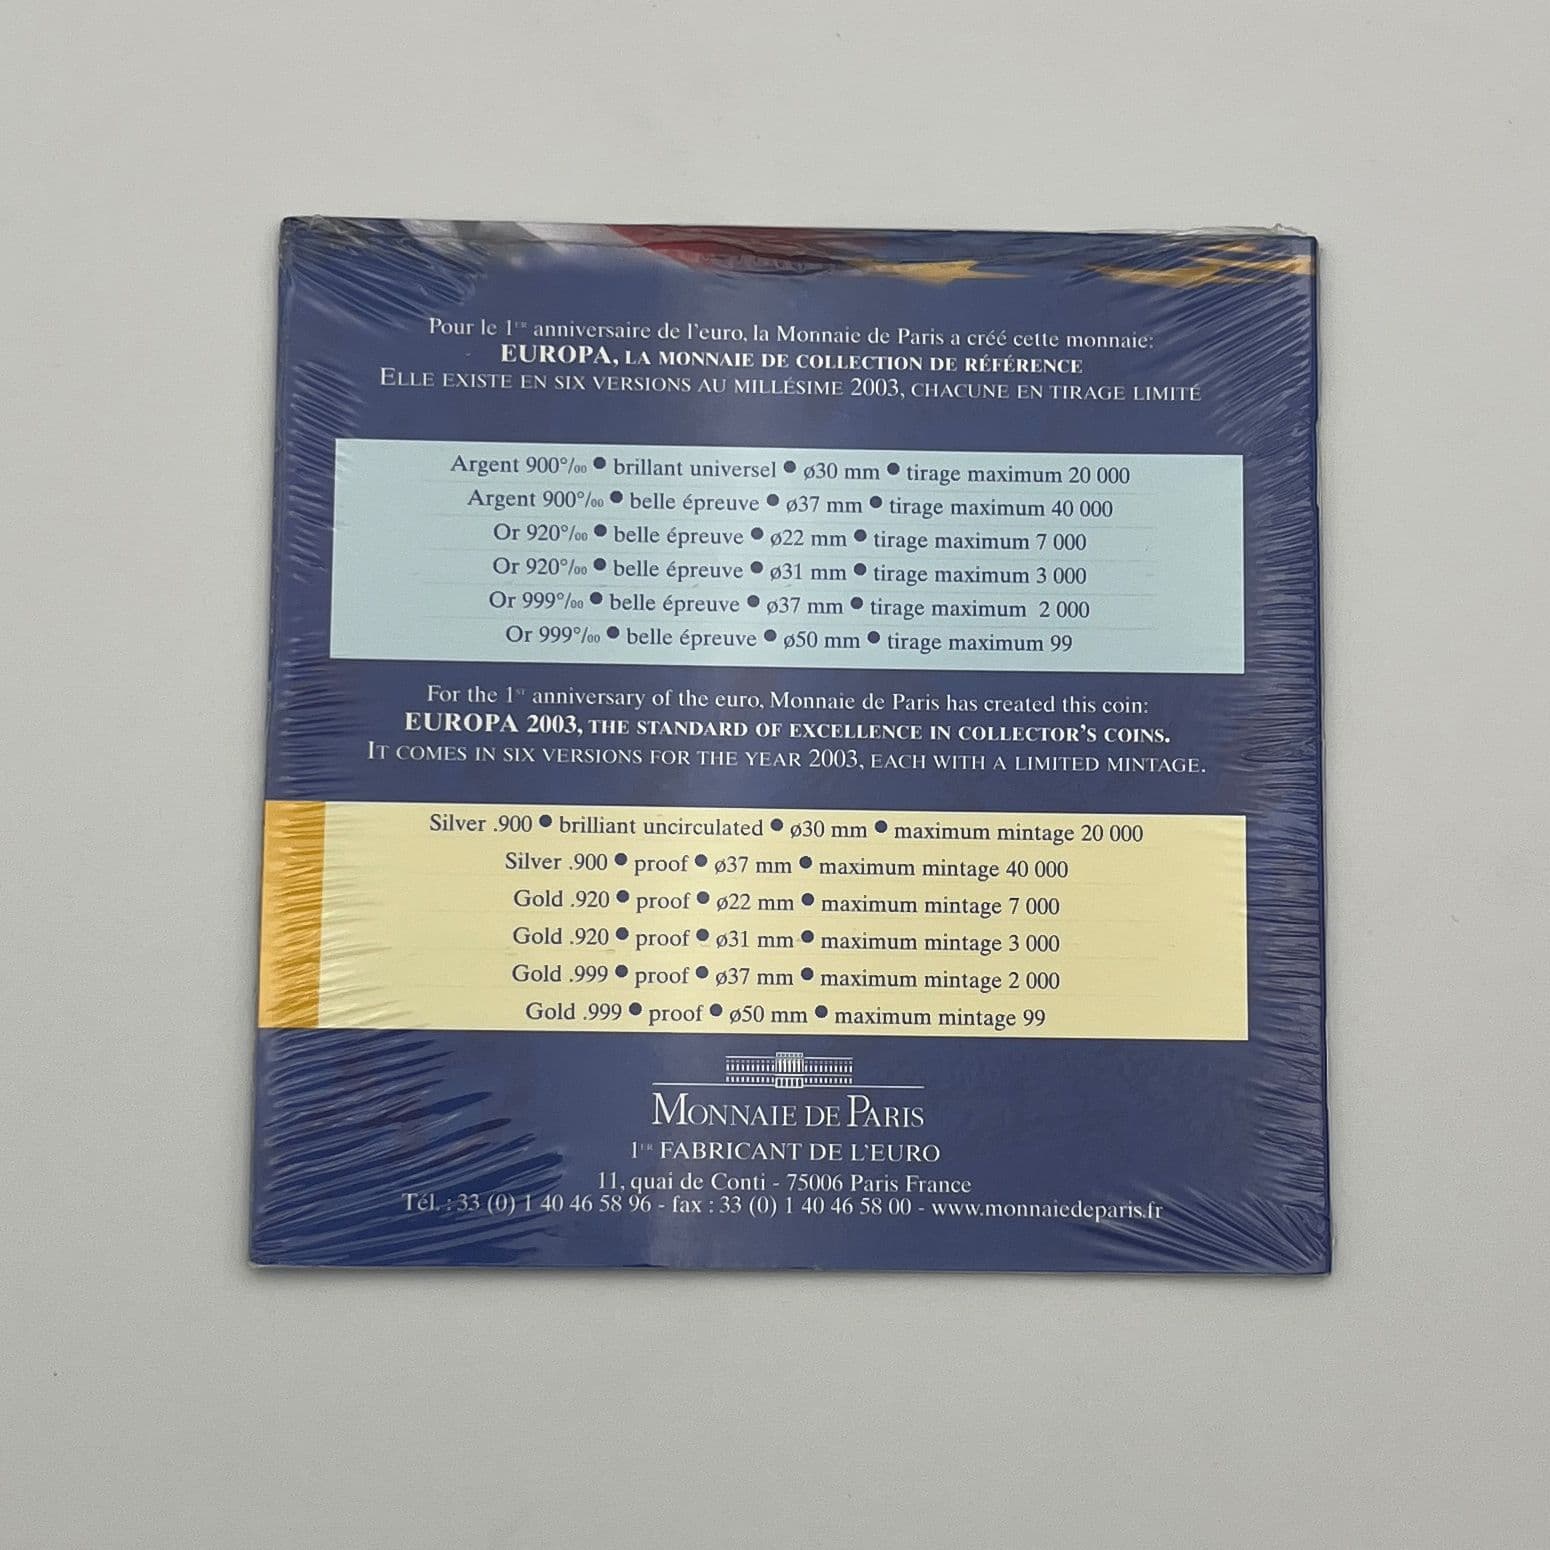 Pour le 1ER anniversaire de l'euro, la Monnaie de Paris a créé cette monnaie:
EUROPA, LA MONNAIE DE COLLECTION DE RÉFÉRENCE
ELLE EXISTE EN SIX VERSIONS AU MILLÉSIME 2003, CHACUNE EN TIRAGE LIMITÉ
Argent 900°/₀₀ ● brillant universel ● ø30 mm ● tirage maximum 20 000
Argent 900°/₀₀ ● belle épreuve ● ø37 mm ● tirage maximum 40 000
Or 920°/₀₀ ● belle épreuve ● ø22 mm ● tirage maximum 7 000
Or 920°/₀₀ ● belle épreuve ● ø31 mm ● tirage maximum 3 000
Or 999°/₀₀ ● belle épreuve ● ø37 mm ● tirage maximum 2 000
Or 999°/₀₀ ● belle épreuve ● ø50 mm ● tirage maximum 99
For the 1ST anniversary of the euro, Monnaie de Paris has created this coin:
EUROPA 2003, THE STANDARD OF EXCELLENCE IN COLLECTOR'S COINS.
IT COMES IN SIX VERSIONS FOR THE YEAR 2003, EACH WITH A LIMITED MINTAGE.
Silver .900 ● brilliant uncirculated ● ø30 mm ● maximum mintage 20 000
Silver .900 ● proof ● ø37 mm ● maximum mintage 40 000
Gold .920 ● proof ● ø22 mm ● maximum mintage 7 000
Gold .920 ● proof ● ø31 mm ● maximum mintage 3 000
Gold .999 ● proof ● ø37 mm ● maximum mintage 2 000
Gold .999 ● proof ● ø50 mm ● maximum mintage 99
MONNAIE DE PARIS
1ER FABRICANT DE L'EURO
11, quai de Conti - 75006 Paris France
Tél. : 33 (0) 1 40 46 58 96 - fax : 33 (0) 1 40 46 58 00 - www.monnaiedeparis.fr